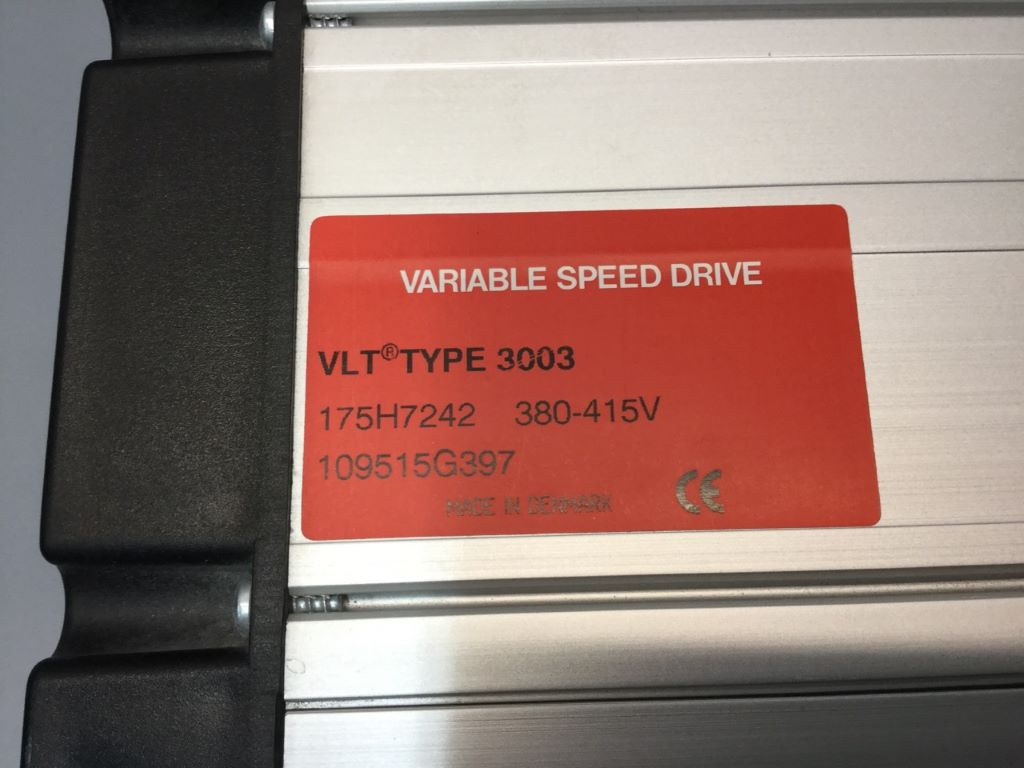 VARIABLE SPEED DRIVE
VLT® TYPE 3003
175H7242 380-415V
109515G397
MADE IN DENMARK CE